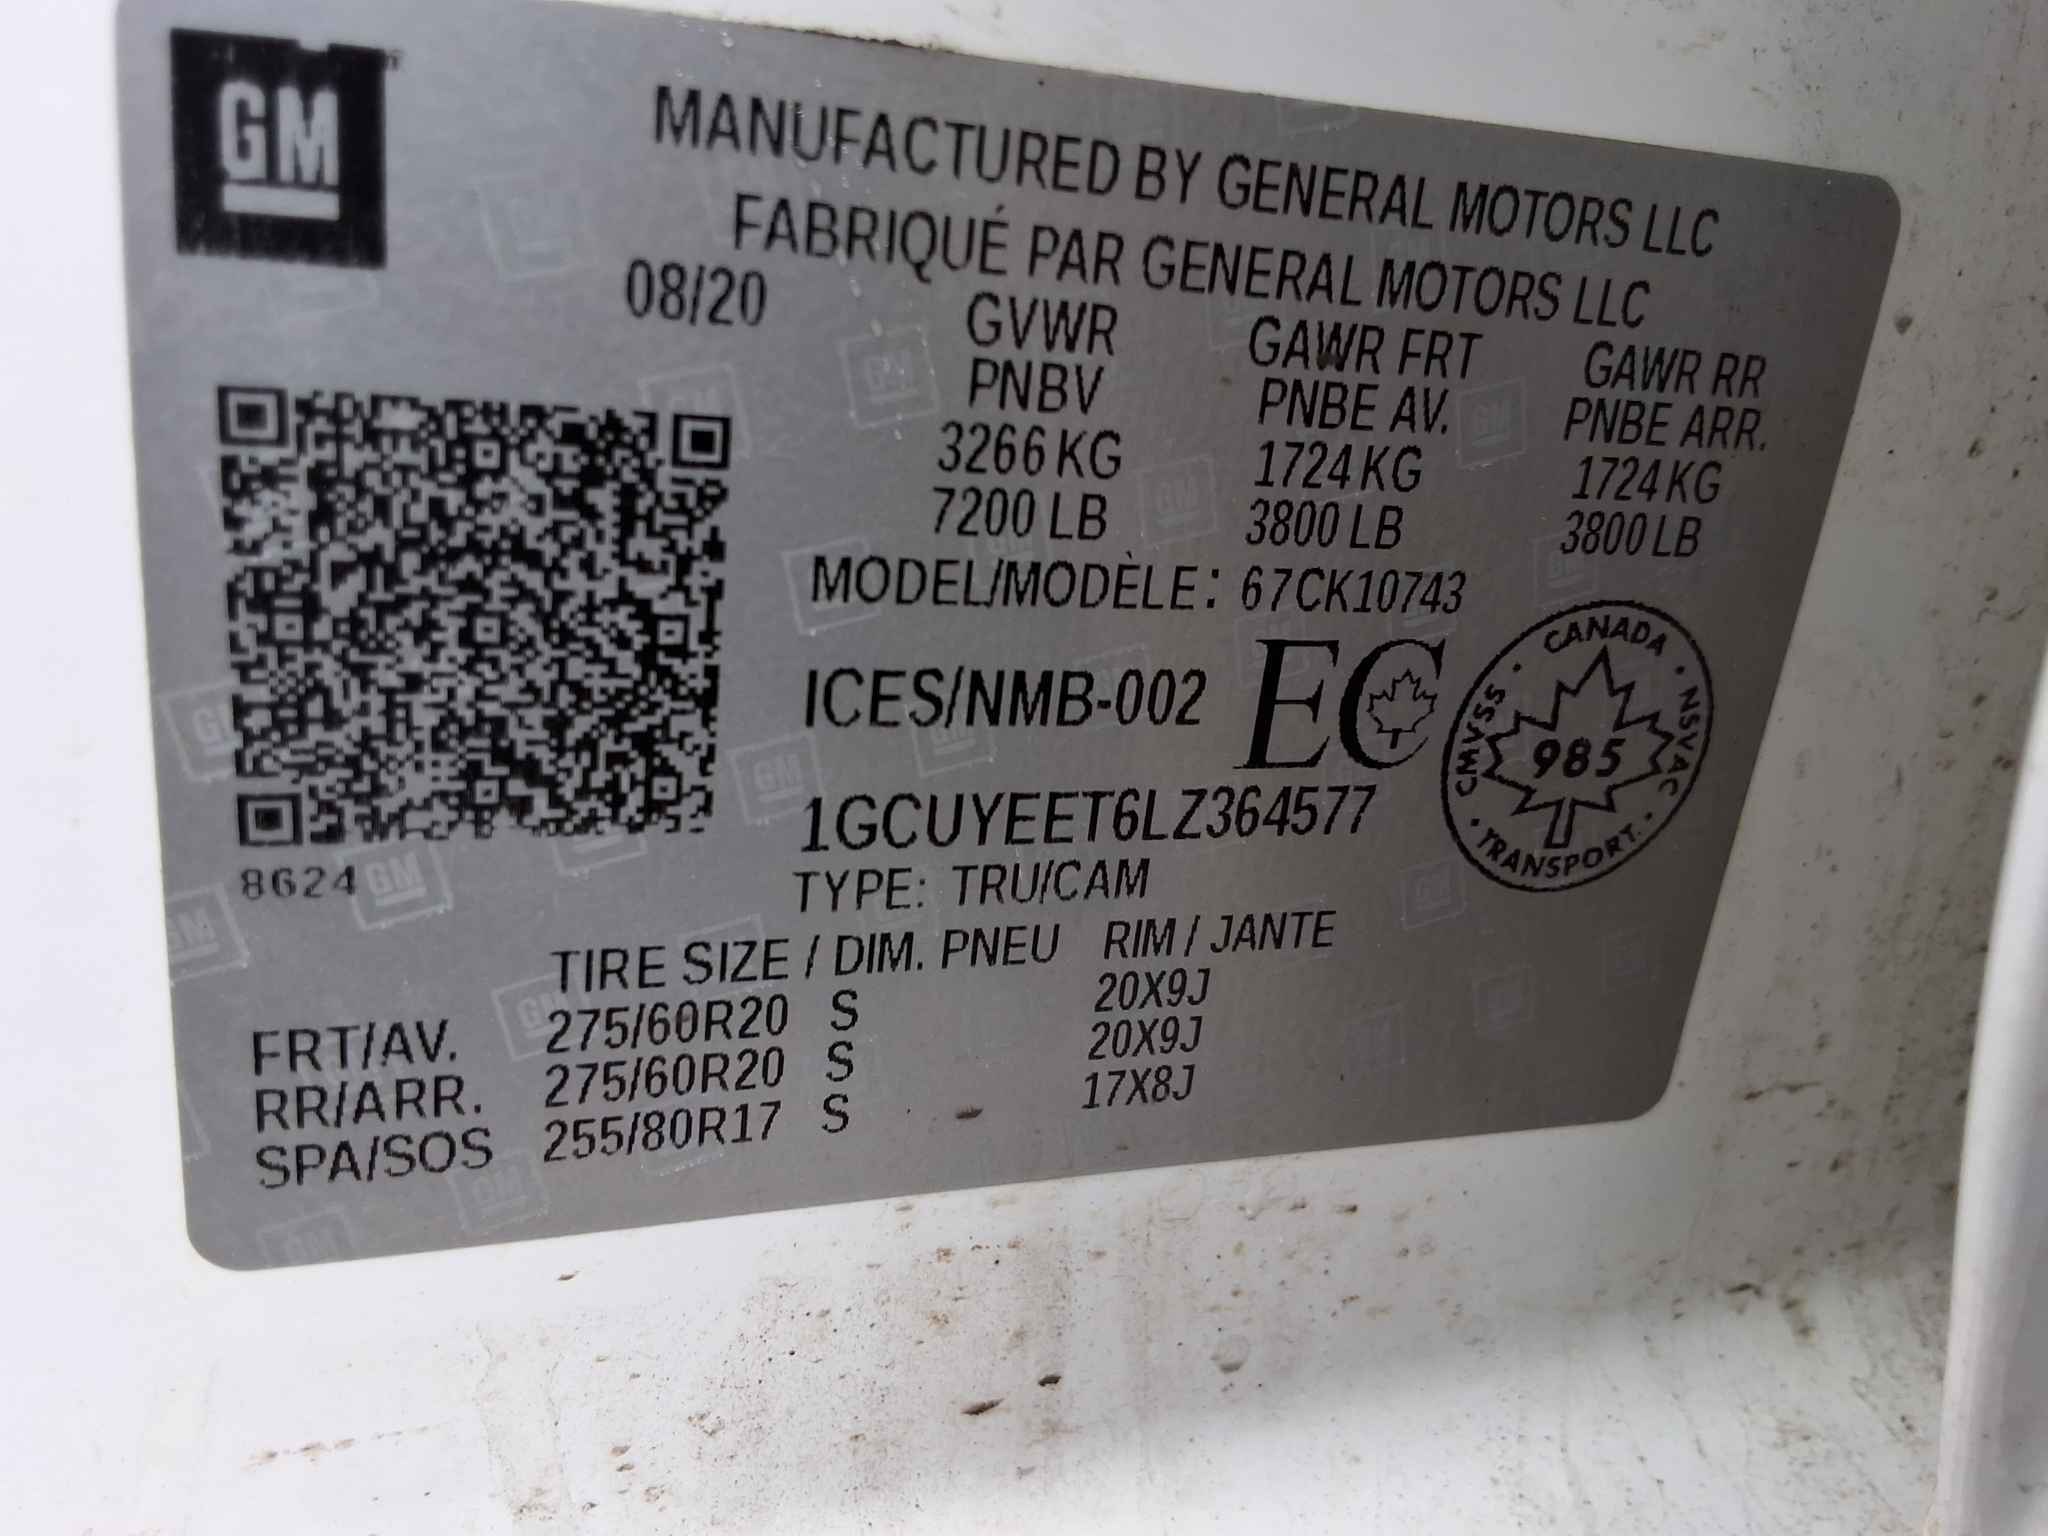 GM
MANUFACTURED BY GENERAL MOTORS LLC
FABRIQUÉ PAR GENERAL MOTORS LLC
08/20
GVWR GAWR FRT GAWR RR
PNBV PNBE AV. PNBE ARR.
3266 KG 1724 KG 1724 KG
7200 LB 3800 LB 3800 LB
MODEL/MODÈLE: 67CK10743
ICES/NMB-002 EC
CANADA · NSVAC · TRANSPORT. · CMVSS ·
985
1GCUYEET6LZ364577
8624
TYPE: TRU/CAM
TIRE SIZE / DIM. PNEU RIM / JANTE
FRT/AV. 275/60R20 S 20X9J
RR/ARR. 275/60R20 S 20X9J
SPA/SOS 255/80R17 S 17X8J